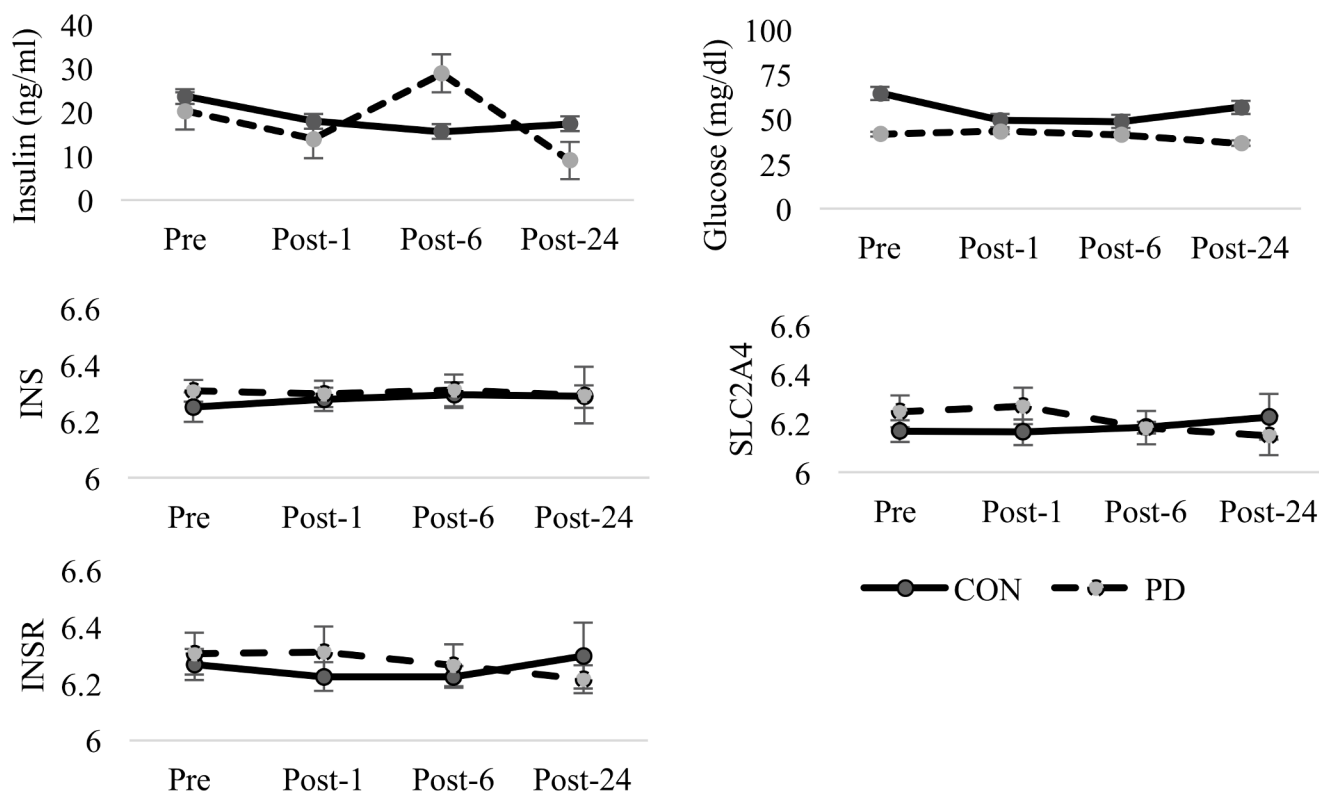 Insulin (ng/ml)
40
30
20
10
0
Pre Post-1 Post-6 Post-24
Glucose (mg/dl)
100
75
50
25
0
Pre Post-1 Post-6 Post-24
INS
6.6
6.4
6.2
6
Pre Post-1 Post-6 Post-24
SLC2A4
6.6
6.4
6.2
6
Pre Post-1 Post-6 Post-24
INSR
6.6
6.4
6.2
6
Pre Post-1 Post-6 Post-24
CON PD